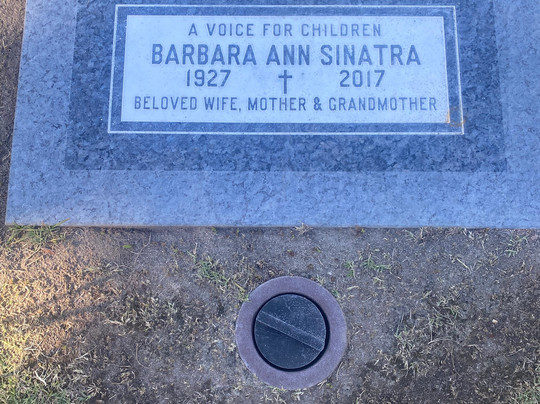 A VOICE FOR CHILDREN
BARBARA ANN SINATRA
1927 † 2017
BELOVED WIFE, MOTHER & GRANDMOTHER